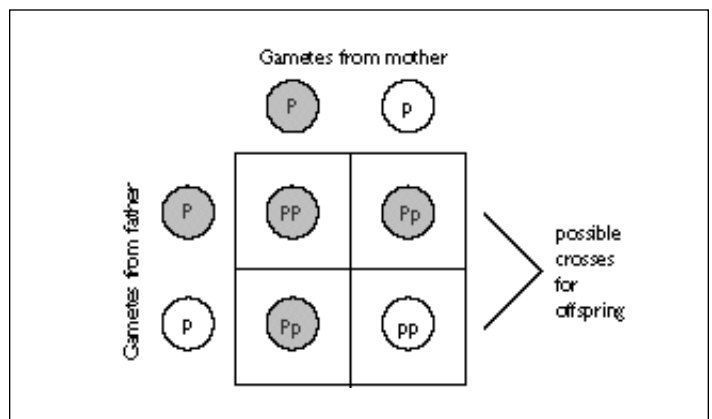 Gametes from mother
P p
Gametes from father
P PP Pp
p Pp pp
possible
crosses
for
offspring